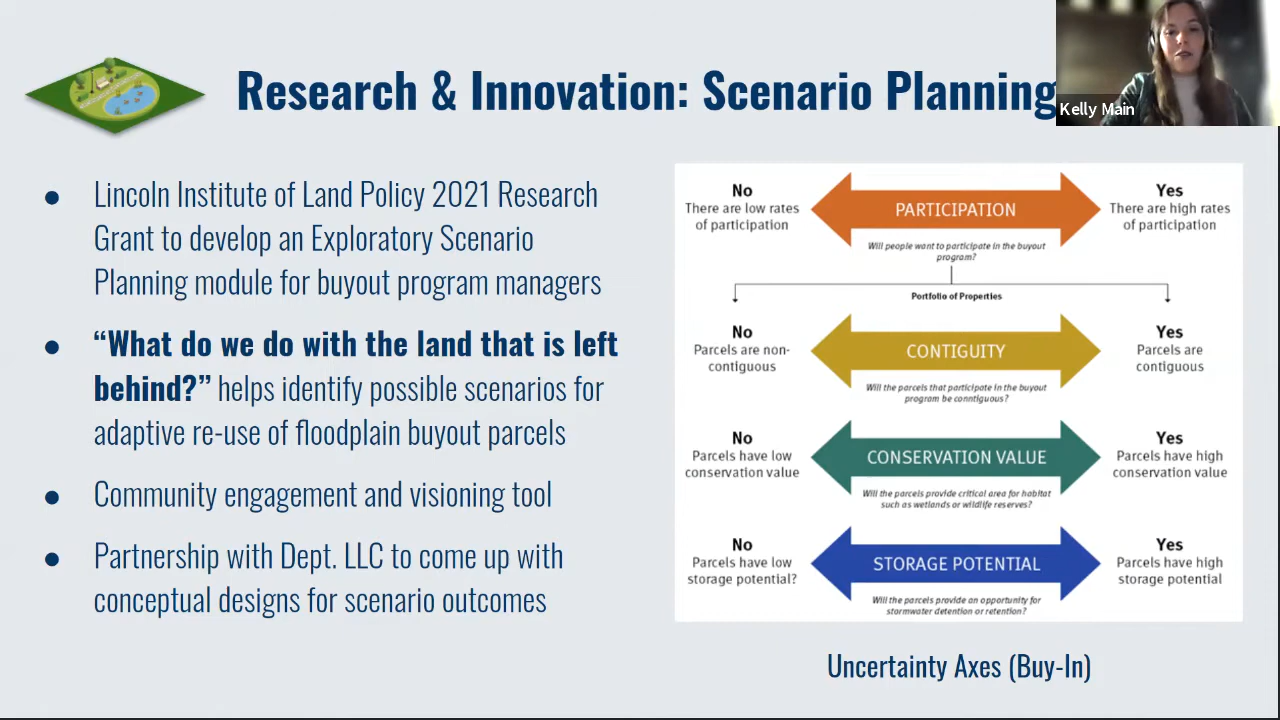 Research & Innovation: Scenario Planning
Kelly Main
● Lincoln Institute of Land Policy 2021 Research
Grant to develop an Exploratory Scenario
Planning module for buyout program managers
● “What do we do with the land that is left
behind?” helps identify possible scenarios for
adaptive re-use of floodplain buyout parcels
● Community engagement and visioning tool
● Partnership with Dept. LLC to come up with
conceptual designs for scenario outcomes
No
There are low rates
of participation
PARTICIPATION
Will people want to participate in the buyout
program?
Yes
There are high rates
of participation
Portfolio of Properties
No
Parcels are non-
contiguous
CONTIGUITY
Will the parcels that participate in the buyout
program be conntiguous?
Yes
Parcels are
contiguous
No
Parcels have low
conservation value
CONSERVATION VALUE
Will the parcels provide critical area for habitat
such as wetlands or wildlife reserves?
Yes
Parcels have high
conservation value
No
Parcels have low
storage potential?
STORAGE POTENTIAL
Will the parcels provide an opportunity for
stormwater detention or retention?
Yes
Parcels have high
storage potential
Uncertainty Axes (Buy-In)